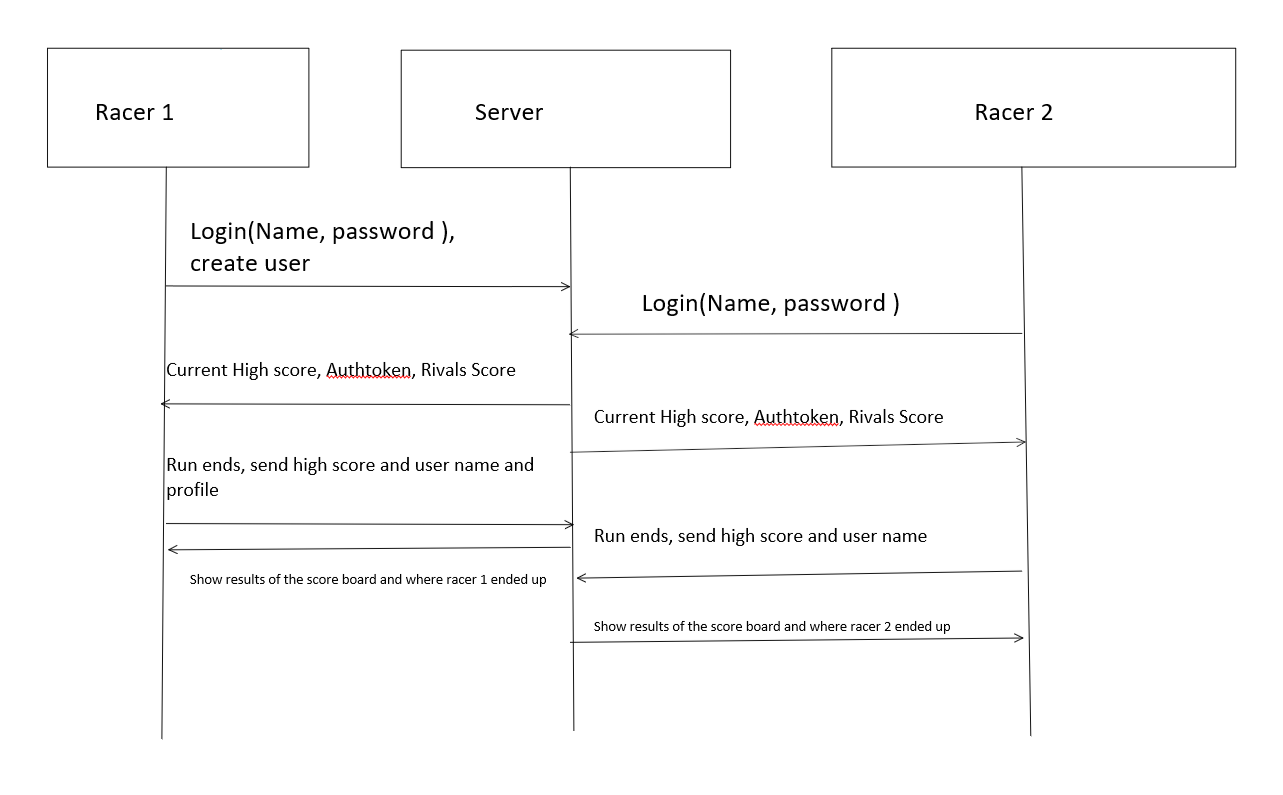 Racer 1
Server
Racer 2
Login(Name, password ),
create user
Login(Name, password )
Current High score, Authtoken, Rivals Score
Current High score, Authtoken, Rivals Score
Run ends, send high score and user name and
profile
Run ends, send high score and user name
Show results of the score board and where racer 1 ended up
Show results of the score board and where racer 2 ended up